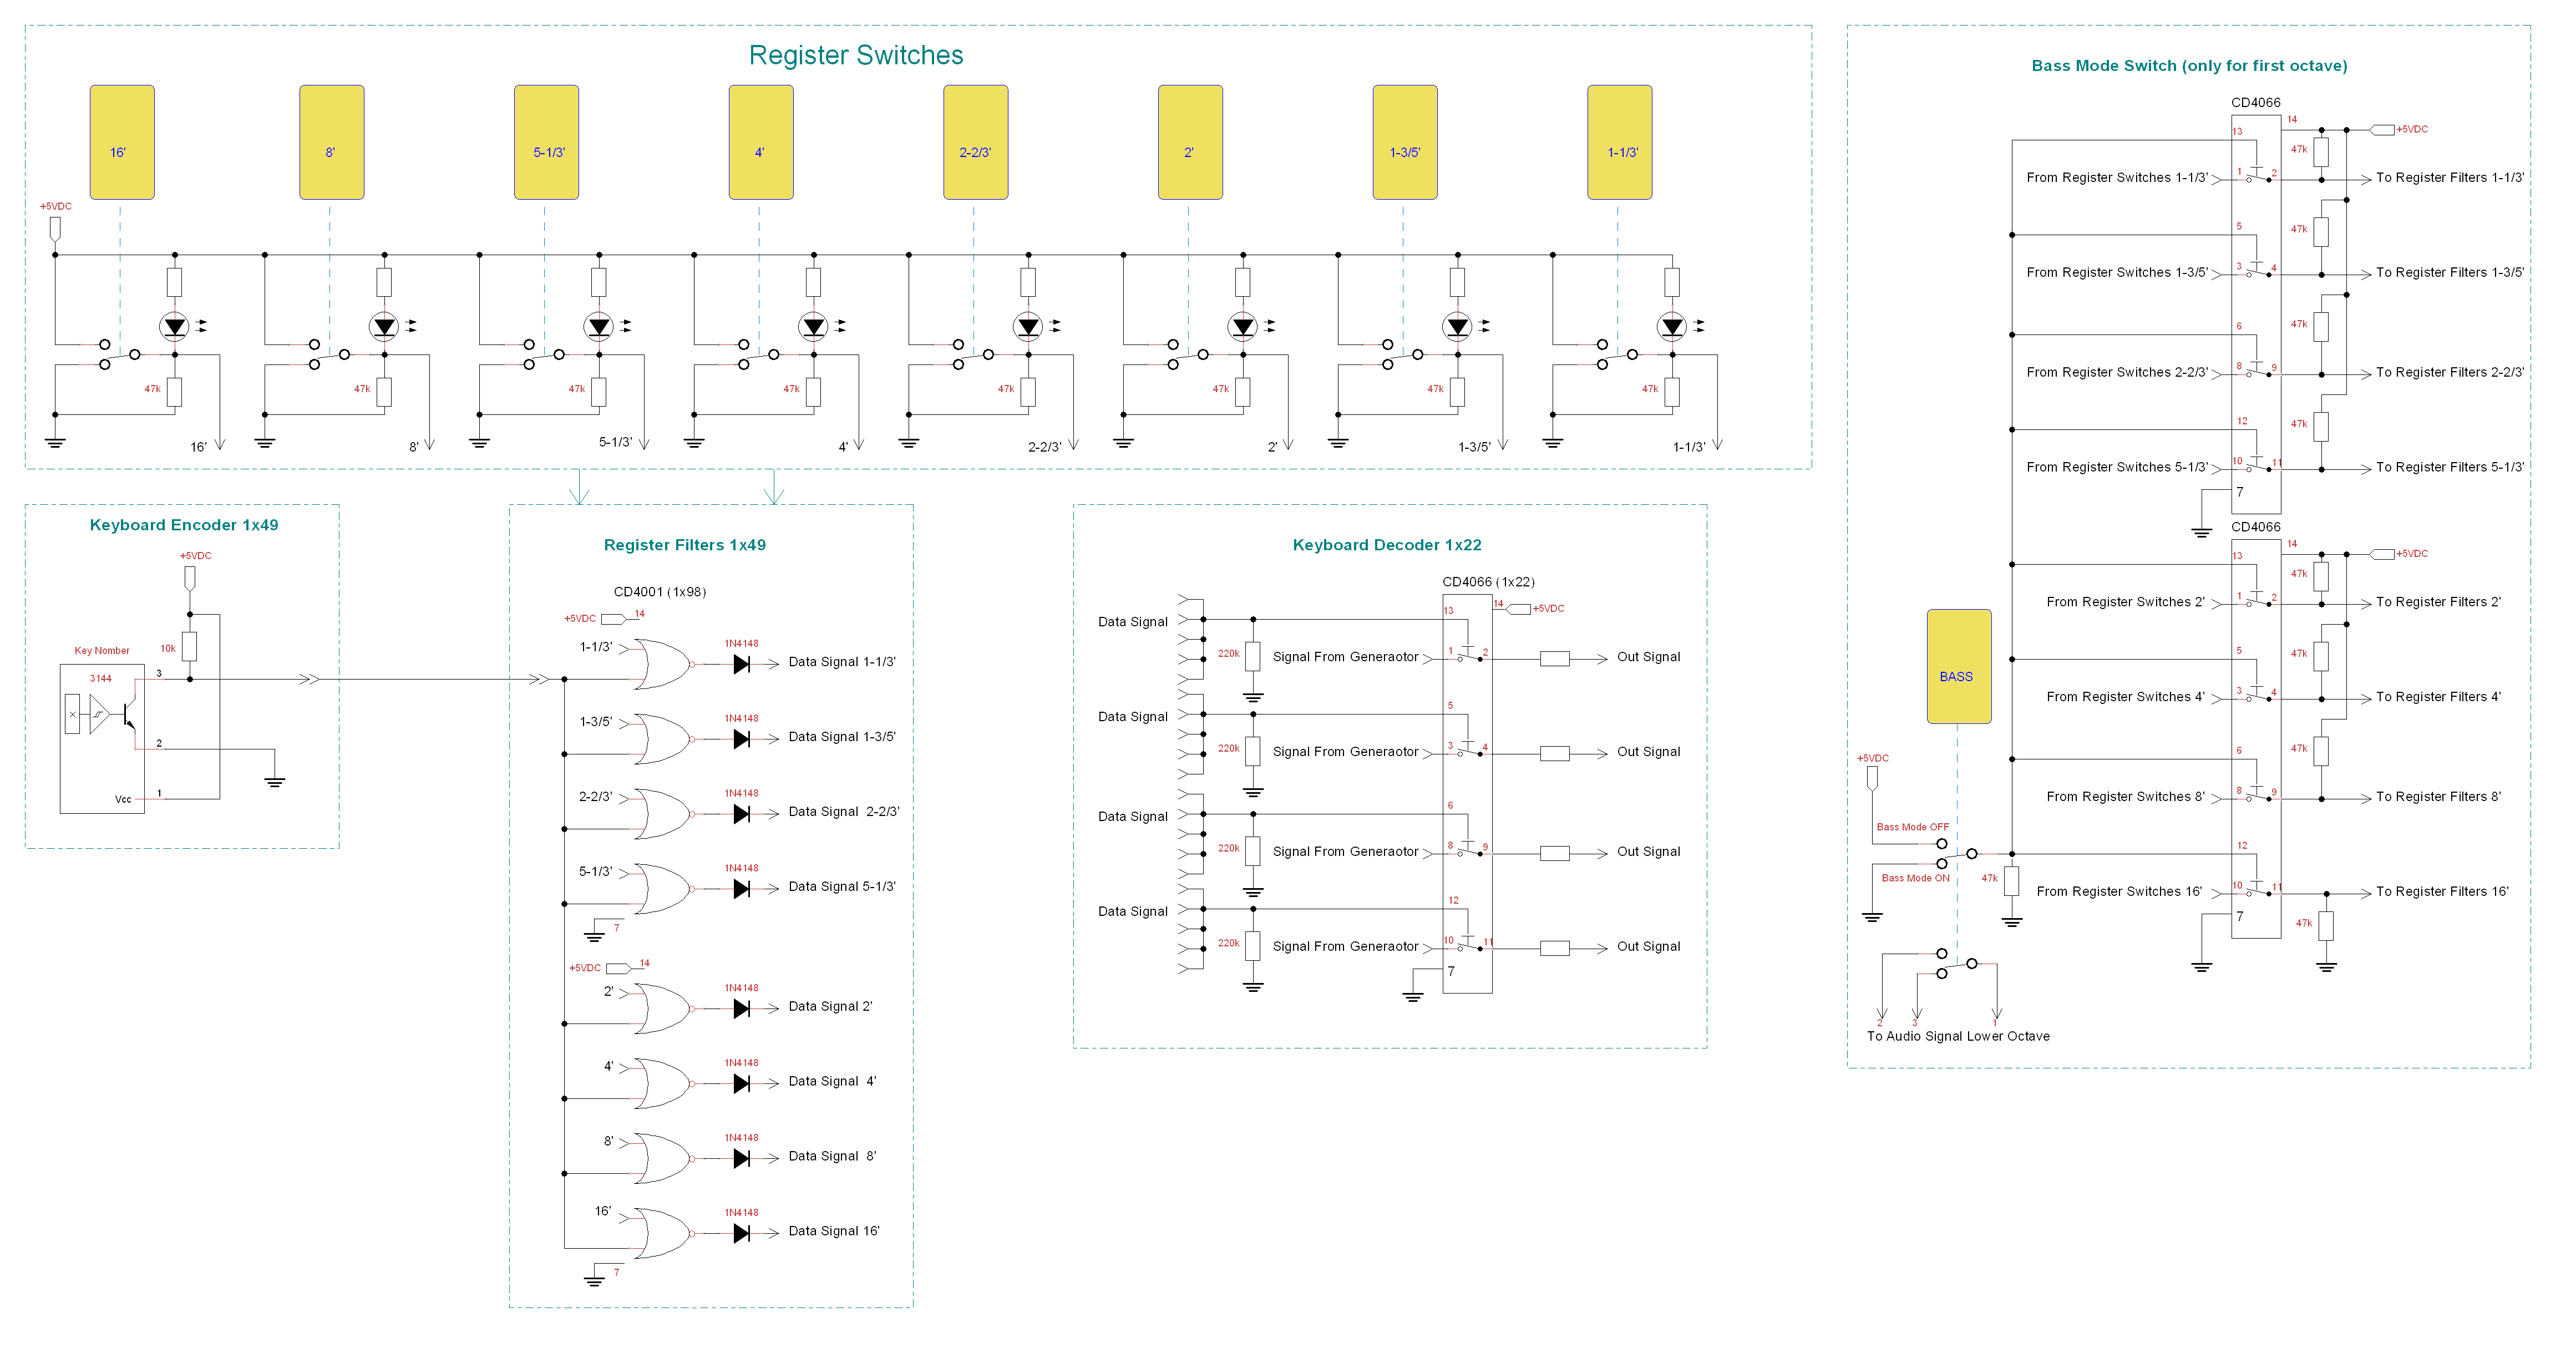 Register Switches
16'
8'
5-1/3'
4'
2-2/3'
2'
1-3/5'
1-1/3'
+5VDC
47k
47k
47k
47k
47k
47k
47k
47k
16'
8'
5-1/3'
4'
2-2/3'
2'
1-3/5'
1-1/3'
Keyboard Encoder 1x49
+5VDC
10k
Key Nomber
3144
3
2
Vcc
1
Register Filters 1x49
CD4001 (1x98)
+5VDC
14
1-1/3'
1N4148
Data Signal 1-1/3'
1-3/5'
1N4148
Data Signal 1-3/5'
2-2/3'
1N4148
Data Signal 2-2/3'
5-1/3'
1N4148
Data Signal 5-1/3'
7
+5VDC
14
2'
1N4148
Data Signal 2'
4'
1N4148
Data Signal 4'
8'
1N4148
Data Signal 8'
16'
1N4148
Data Signal 16'
7
Keyboard Decoder 1x22
CD4066 (1x22)
14
+5VDC
13
Data Signal
220k
Signal From Generaotor
1
2
Out Signal
5
Data Signal
220k
Signal From Generaotor
3
4
Out Signal
6
Data Signal
220k
Signal From Generaotor
8
9
Out Signal
12
Data Signal
220k
Signal From Generaotor
10
11
Out Signal
7
Bass Mode Switch (only for first octave)
CD4066
14
+5VDC
13
47k
From Register Switches 1-1/3'
1
2
To Register Filters 1-1/3'
5
47k
From Register Switches 1-3/5'
3
4
To Register Filters 1-3/5'
6
47k
From Register Switches 2-2/3'
8
9
To Register Filters 2-2/3'
12
47k
From Register Switches 5-1/3'
10
11
To Register Filters 5-1/3'
7
CD4066
14
+5VDC
13
47k
From Register Switches 2'
1
2
To Register Filters 2'
5
47k
From Register Switches 4'
3
4
To Register Filters 4'
6
47k
From Register Switches 8'
8
9
To Register Filters 8'
12
From Register Switches 16'
10
11
To Register Filters 16'
7
47k
BASS
+5VDC
Bass Mode OFF
Bass Mode ON
47k
2
3
1
To Audio Signal Lower Octave